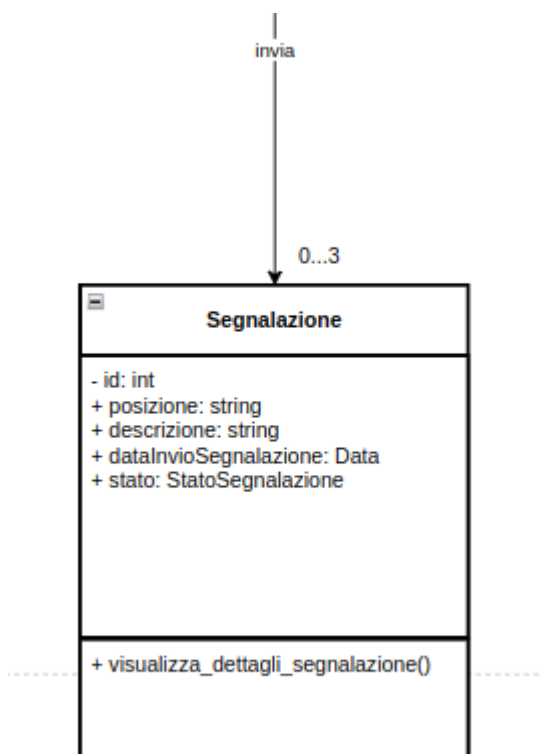 invia
0...3
Segnalazione
- id: int
+ posizione: string
+ descrizione: string
+ dataInvioSegnalazione: Data
+ stato: StatoSegnalazione
+ visualizza_dettagli_segnalazione()